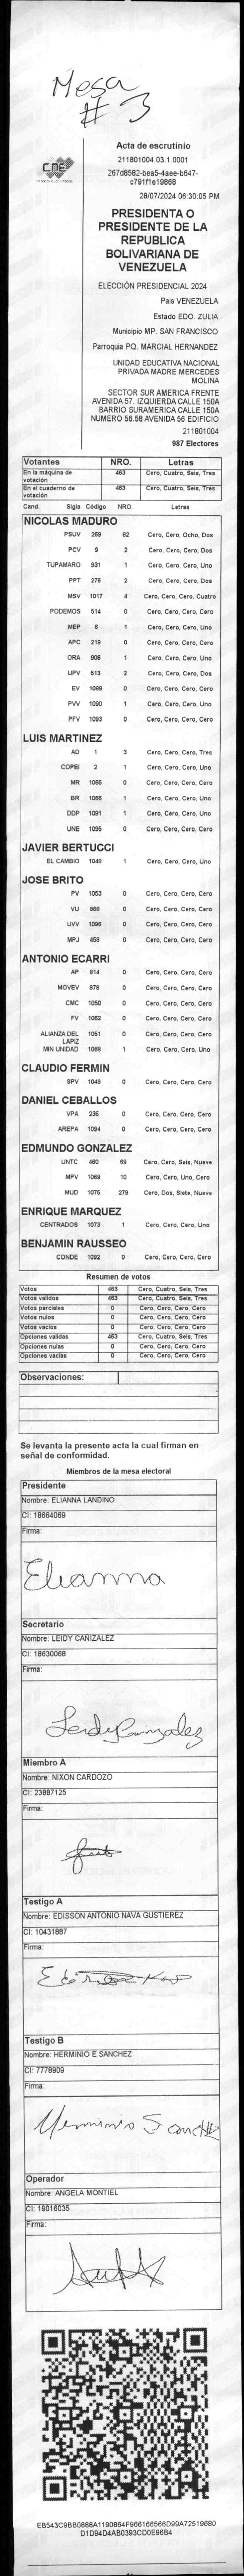 Mesa
# 3
CNE
Acta de escrutinio
211801004.03.1.0001
267d8582-bea5-4aee-b647-
c791f1e19868
28/07/2024 06:30:05 PM
PRESIDENTA O
PRESIDENTE DE LA
REPUBLICA
BOLIVARIANA DE
VENEZUELA
ELECCIÓN PRESIDENCIAL 2024
Pais VENEZUELA
Estado EDO. ZULIA
Municipio MP. SAN FRANCISCO
Parroquia PQ. MARCIAL HERNANDEZ
UNIDAD EDUCATIVA NACIONAL
PRIVADA MADRE MERCEDES
MOLINA
SECTOR SUR AMERICA FRENTE
AVENIDA 57. IZQUIERDA CALLE 150A
BARRIO SURAMERICA CALLE 150A
NUMERO 56.58 AVENIDA 56 EDIFICIO
211801004
987 Electores
Votantes NRO. Letras
En la máquina de votación 463 Cero, Cuatro, Seis, Tres
En el cuaderno de votación 463 Cero, Cuatro, Seis, Tres
Cand. Sigla Código NRO. Letras
NICOLAS MADURO
PSUV 269 82 Cero, Cero, Ocho, Dos
PCV 9 2 Cero, Cero, Cero, Dos
TUPAMARO 931 1 Cero, Cero, Cero, Uno
PPT 276 2 Cero, Cero, Cero, Dos
MSV 1017 4 Cero, Cero, Cero, Cuatro
PODEMOS 514 0 Cero, Cero, Cero, Cero
MEP 6 1 Cero, Cero, Cero, Uno
APC 219 0 Cero, Cero, Cero, Cero
ORA 906 1 Cero, Cero, Cero, Uno
UPV 613 2 Cero, Cero, Cero, Dos
EV 1089 0 Cero, Cero, Cero, Cero
PVV 1090 1 Cero, Cero, Cero, Uno
PFV 1093 0 Cero, Cero, Cero, Cero
LUIS MARTINEZ
AD 1 3 Cero, Cero, Cero, Tres
COPEI 2 1 Cero, Cero, Cero, Uno
MR 1065 0 Cero, Cero, Cero, Cero
BR 1066 1 Cero, Cero, Cero, Uno
DDP 1091 1 Cero, Cero, Cero, Uno
UNE 1095 0 Cero, Cero, Cero, Cero
JAVIER BERTUCCI
EL CAMBIO 1048 1 Cero, Cero, Cero, Uno
JOSE BRITO
PV 1053 0 Cero, Cero, Cero, Cero
VU 968 0 Cero, Cero, Cero, Cero
UVV 1096 0 Cero, Cero, Cero, Cero
MPJ 458 0 Cero, Cero, Cero, Cero
ANTONIO ECARRI
AP 814 0 Cero, Cero, Cero, Cero
MOVEV 878 0 Cero, Cero, Cero, Cero
CMC 1050 0 Cero, Cero, Cero, Cero
FV 1062 0 Cero, Cero, Cero, Cero
ALIANZA DEL LAPIZ 1051 0 Cero, Cero, Cero, Cero
MIN UNIDAD 1068 1 Cero, Cero, Cero, Uno
CLAUDIO FERMIN
SPV 1049 0 Cero, Cero, Cero, Cero
DANIEL CEBALLOS
VPA 236 0 Cero, Cero, Cero, Cero
AREPA 1094 0 Cero, Cero, Cero, Cero
EDMUNDO GONZALEZ
UNTC 460 69 Cero, Cero, Seis, Nueve
MPV 1069 10 Cero, Cero, Uno, Cero
MUD 1075 279 Cero, Dos, Siete, Nueve
ENRIQUE MARQUEZ
CENTRADOS 1073 1 Cero, Cero, Cero, Uno
BENJAMIN RAUSSEO
CONDE 1092 0 Cero, Cero, Cero, Cero
Resumen de votos
Votos 463 Cero, Cuatro, Seis, Tres
Votos validos 463 Cero, Cuatro, Seis, Tres
Votos parciales 0 Cero, Cero, Cero, Cero
Votos nulos 0 Cero, Cero, Cero, Cero
Votos vacios 0 Cero, Cero, Cero, Cero
Opciones validas 463 Cero, Cuatro, Seis, Tres
Opciones nulas 0 Cero, Cero, Cero, Cero
Opciones vacias 0 Cero, Cero, Cero, Cero
Observaciones:
Se levanta la presente acta la cual firman en
señal de conformidad.
Miembros de la mesa electoral
Presidente
Nombre: ELIANNA LANDINO
CI: 18664069
Firma:
Elianna
Secretario
Nombre: LEIDY CAÑIZALEZ
CI: 18630068
Firma:
Miembro A
Nombre: NIXON CARDOZO
CI: 23887125
Firma:
Testigo A
Nombre: EDISSON ANTONIO NAVA GUSTIEREZ
CI: 10431887
Firma:
Testigo B
Nombre: HERMINIO E SANCHEZ
CI: 7778909
Firma:
Herminio Sanchez
Operador
Nombre: ANGELA MONTIEL
CI: 19016035
Firma:
EB543C9BB0888A1190864F966166566D99A72519680
D1D94D4AB0393CD0E96B4